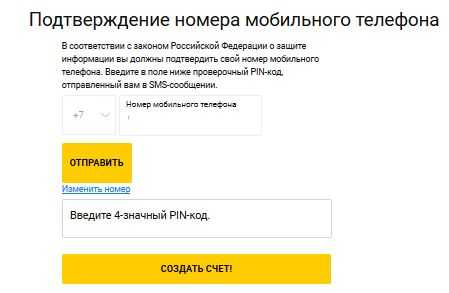 Подтверждение номера мобильного телефона
В соответствии с законом Российской Федерации о защите
информации вы должны подтвердить свой номер мобильного
телефона. Введите в поле ниже проверочный PIN-код,
отправленный вам в SMS-сообщении.
Номер мобильного телефона
+7
ОТПРАВИТЬ
Изменить номер
Введите 4-значный PIN-код.
СОЗДАТЬ СЧЕТ!